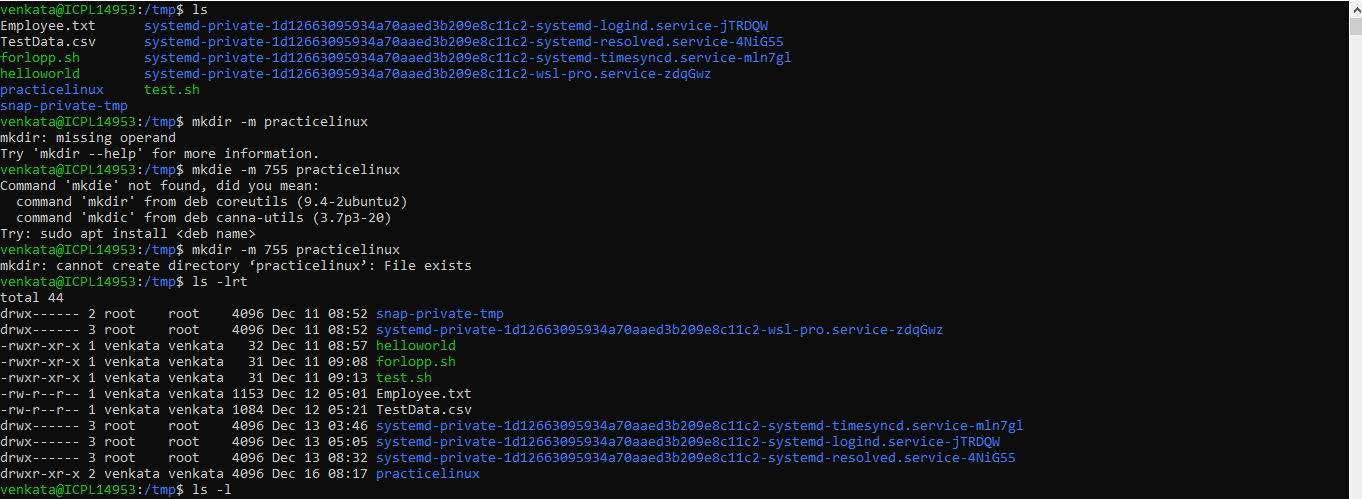 venkata@ICPL14953:/tmp$ ls
Employee.txt      systemd-private-1d12663095934a70aaed3b209e8c11c2-systemd-logind.service-jTRDQW
TestData.csv      systemd-private-1d12663095934a70aaed3b209e8c11c2-systemd-resolved.service-4NiG55
forlopp.sh        systemd-private-1d12663095934a70aaed3b209e8c11c2-systemd-timesyncd.service-mln7gl
helloworld        systemd-private-1d12663095934a70aaed3b209e8c11c2-wsl-pro.service-zdqGwz
practicelinux     test.sh
snap-private-tmp
venkata@ICPL14953:/tmp$ mkdir -m practicelinux
mkdir: missing operand
Try 'mkdir --help' for more information.
venkata@ICPL14953:/tmp$ mkdie -m 755 practicelinux
Command 'mkdie' not found, did you mean:
  command 'mkdir' from deb coreutils (9.4-2ubuntu2)
  command 'mkdic' from deb canna-utils (3.7p3-20)
Try: sudo apt install <deb name>
venkata@ICPL14953:/tmp$ mkdir -m 755 practicelinux
mkdir: cannot create directory ‘practicelinux’: File exists
venkata@ICPL14953:/tmp$ ls -lrt
total 44
drwx------ 2 root    root    4096 Dec 11 08:52 snap-private-tmp
drwx------ 3 root    root    4096 Dec 11 08:52 systemd-private-1d12663095934a70aaed3b209e8c11c2-wsl-pro.service-zdqGwz
-rwxr-xr-x 1 venkata venkata   32 Dec 11 08:57 helloworld
-rwxr-xr-x 1 venkata venkata   31 Dec 11 09:08 forlopp.sh
-rwxr-xr-x 1 venkata venkata   31 Dec 11 09:13 test.sh
-rw-r--r-- 1 venkata venkata 1153 Dec 12 05:01 Employee.txt
-rw-r--r-- 1 venkata venkata 1084 Dec 12 05:21 TestData.csv
drwx------ 3 root    root    4096 Dec 13 03:46 systemd-private-1d12663095934a70aaed3b209e8c11c2-systemd-timesyncd.service-mln7gl
drwx------ 3 root    root    4096 Dec 13 05:05 systemd-private-1d12663095934a70aaed3b209e8c11c2-systemd-logind.service-jTRDQW
drwx------ 3 root    root    4096 Dec 13 08:32 systemd-private-1d12663095934a70aaed3b209e8c11c2-systemd-resolved.service-4NiG55
drwxr-xr-x 2 venkata venkata 4096 Dec 16 08:17 practicelinux
venkata@ICPL14953:/tmp$ ls -l